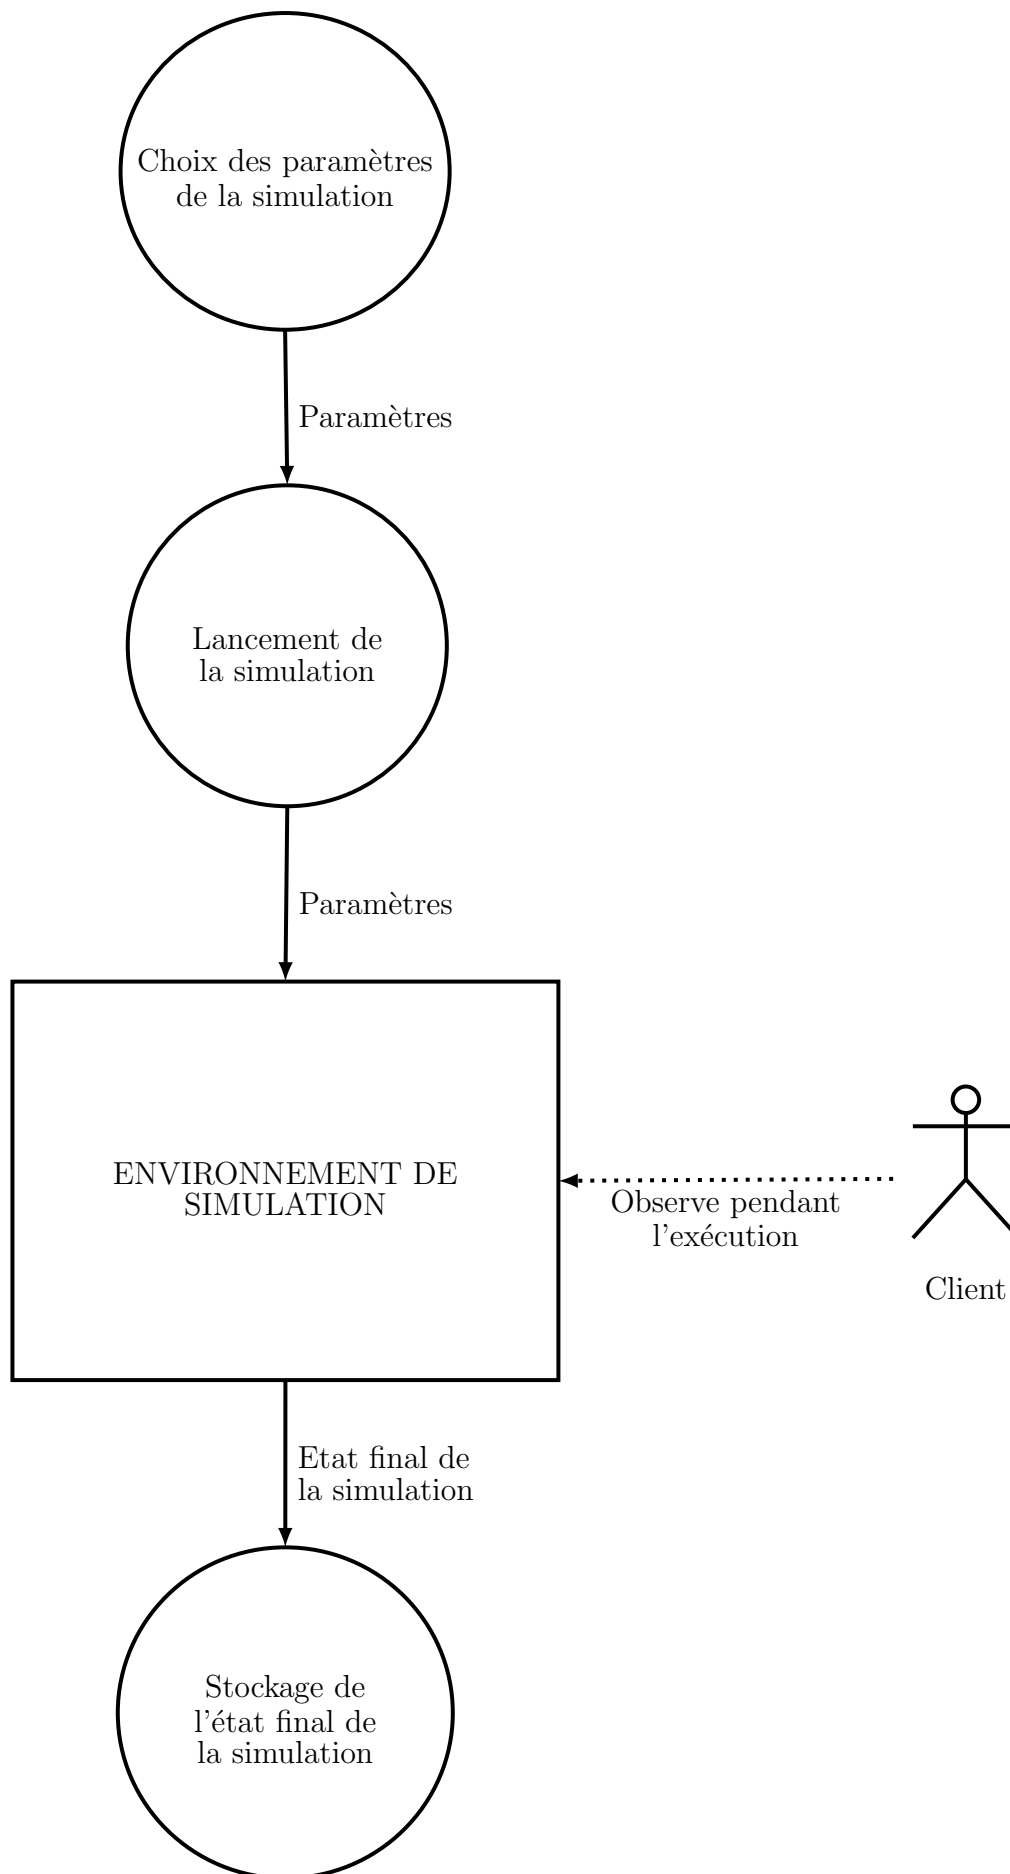 Choix des paramètres
de la simulation
Paramètres
Lancement de
la simulation
Paramètres
ENVIRONNEMENT DE
SIMULATION
Observe pendant
l'exécution
Client
Etat final de
la simulation
Stockage de
l'état final de
la simulation